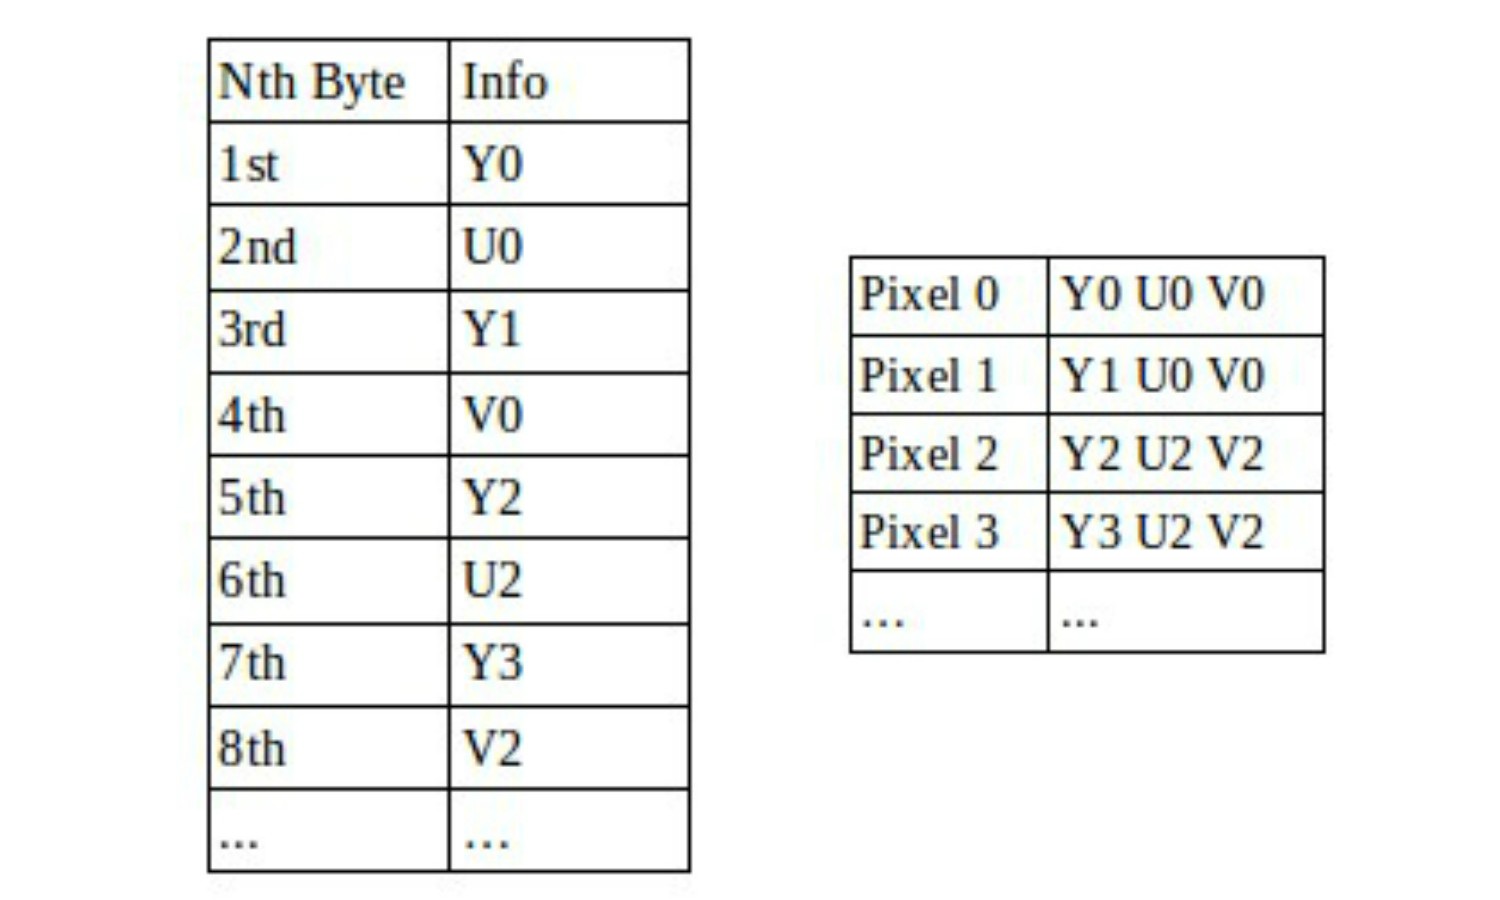 Nth Byte Info
1st Y0
2nd U0
3rd Y1
4th V0
5th Y2
6th U2
7th Y3
8th V2
... ...
Pixel 0 Y0 U0 V0
Pixel 1 Y1 U0 V0
Pixel 2 Y2 U2 V2
Pixel 3 Y3 U2 V2
... ...